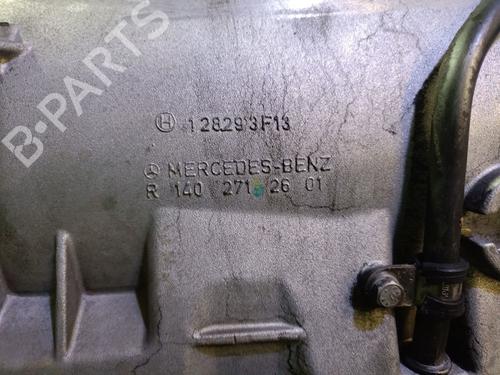 H 128293F13
MERCEDES-BENZ
R 140 271 26 01
B-PARTS